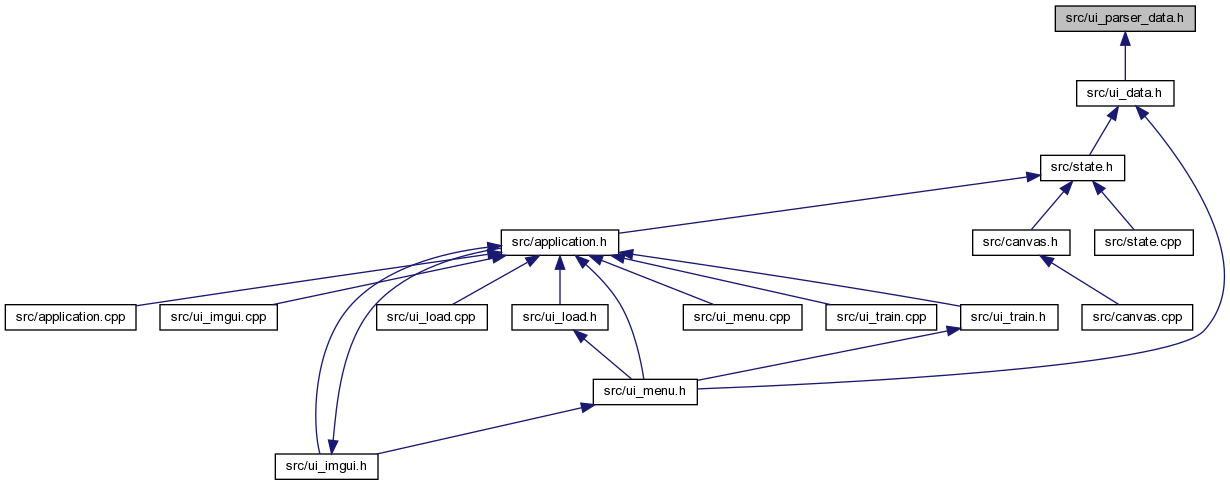 src/ui_parser_data.h
src/ui_data.h
src/state.h
src/application.h
src/canvas.h
src/state.cpp
src/application.cpp
src/ui_imgui.cpp
src/ui_load.cpp
src/ui_load.h
src/ui_menu.cpp
src/ui_train.cpp
src/ui_train.h
src/canvas.cpp
src/ui_menu.h
src/ui_imgui.h